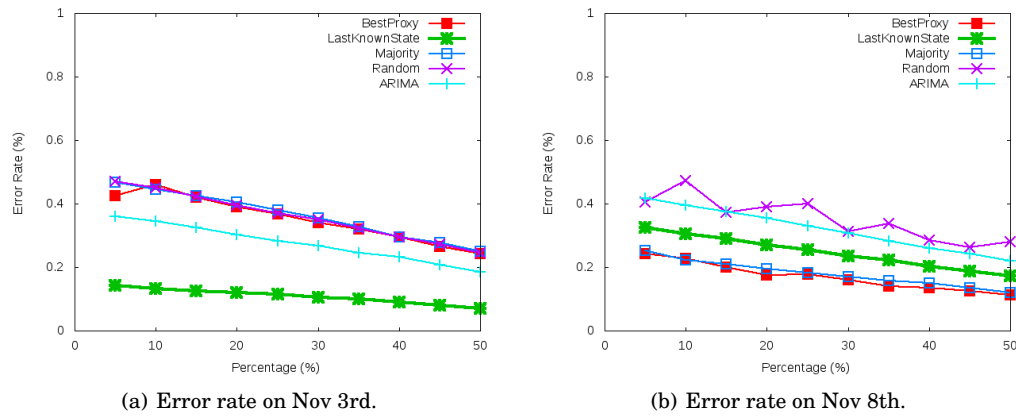 1
0.8
0.6
0.4
0.2
0
Error Rate (%)
0 10 20 30 40 50
Percentage (%)
BestProxy
LastKnownState
Majority
Random
ARIMA
(a) Error rate on Nov 3rd.
1
0.8
0.6
0.4
0.2
0
Error Rate (%)
0 10 20 30 40 50
Percentage (%)
BestProxy
LastKnownState
Majority
Random
ARIMA
(b) Error rate on Nov 8th.